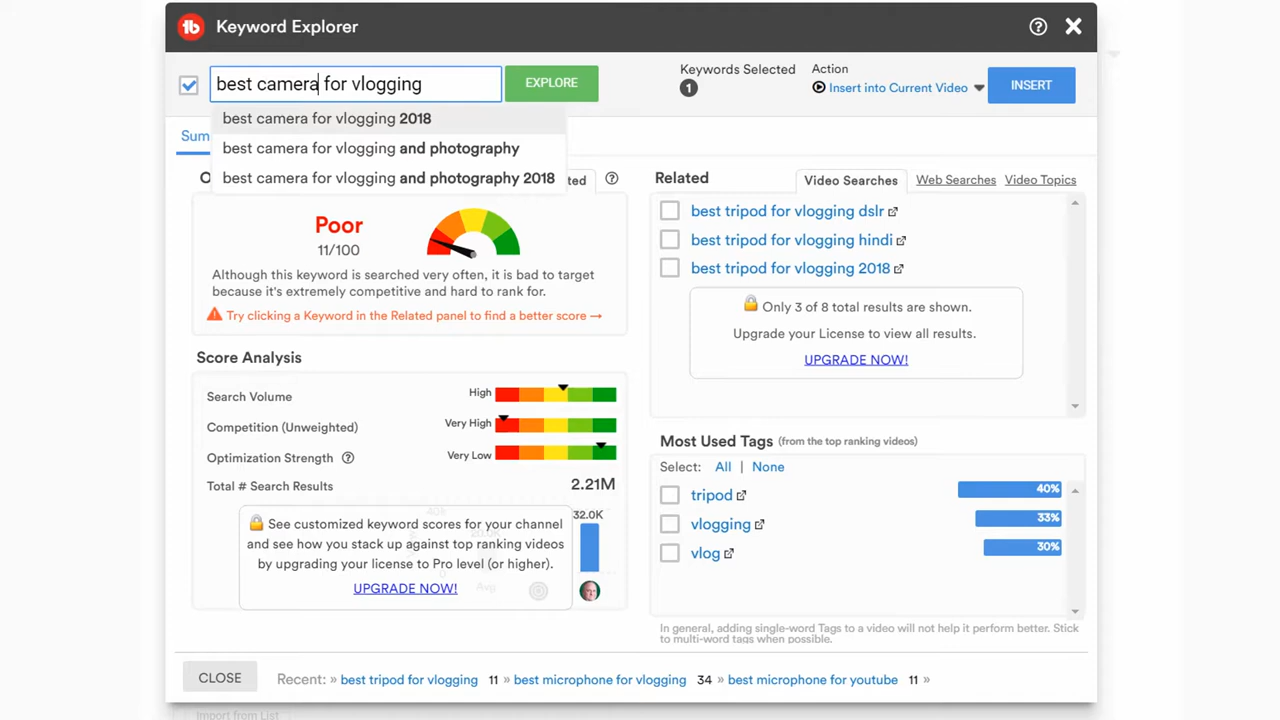 tb Keyword Explorer
best camera for vlogging EXPLORE
Keywords Selected
1
Action
Insert into Current Video
INSERT
best camera for vlogging 2018
best camera for vlogging and photography
best camera for vlogging and photography 2018
Sum
Poor
11/100
Although this keyword is searched very often, it is bad to target
because it's extremely competitive and hard to rank for.
Try clicking a Keyword in the Related panel to find a better score →
Score Analysis
Search Volume High
Competition (Unweighted) Very High
Optimization Strength Very Low
Total # Search Results 2.21M
See customized keyword scores for your channel
and see how you stack up against top ranking videos
by upgrading your license to Pro level (or higher).
UPGRADE NOW!
32.0K
Avg
Related Video Searches Web Searches Video Topics
best tripod for vlogging dslr
best tripod for vlogging hindi
best tripod for vlogging 2018
Only 3 of 8 total results are shown.
Upgrade your License to view all results.
UPGRADE NOW!
Most Used Tags (from the top ranking videos)
Select: All | None
tripod 40%
vlogging 33%
vlog 30%
In general, adding single-word Tags to a video will not help it perform better. Stick
to multi-word tags when possible.
CLOSE Recent: » best tripod for vlogging 11 » best microphone for vlogging 34 » best microphone for youtube 11 »
Import from List